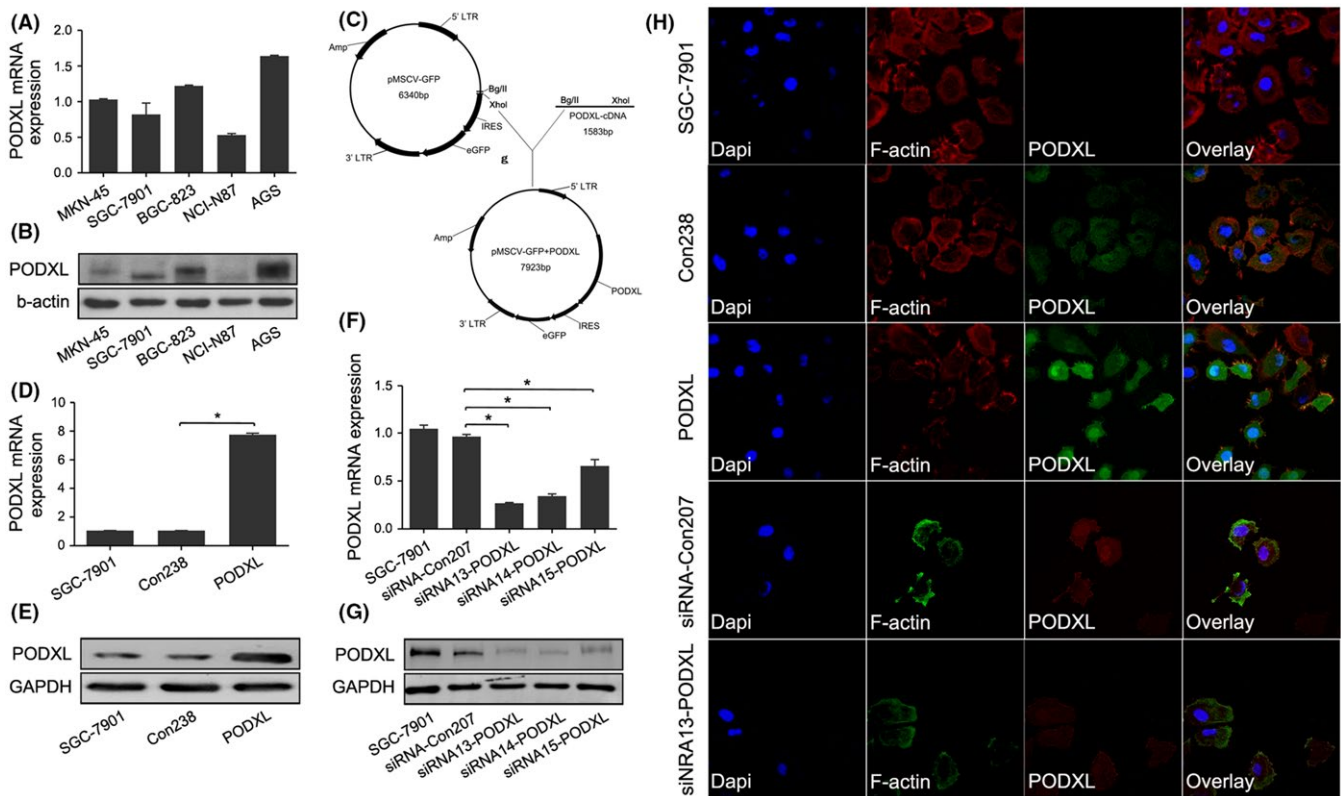 (A)
PODXL mRNA
expression
2.0
1.5
1.0
0.5
0.0
MKN-45
SGC-7901
BGC-823
NCI-N87
AGS
(B)
PODXL
b-actin
MKN-45
SGC-7901
BGC-823
NCI-N87
AGS
(C)
5' LTR
Amp
pMSCV-GFP
6340bp
Bg/II
XhoI
IRES
eGFP
3' LTR
g
Bg/II XhoI
PODXL-cDNA
1583bp
5' LTR
Amp
pMSCV-GFP+PODXL
7923bp
PODXL
IRES
eGFP
3' LTR
(D)
PODXL mRNA
expression
10
8
6
4
2
0
*
SGC-7901
Con238
PODXL
(E)
PODXL
GAPDH
SGC-7901
Con238
PODXL
(F)
PODXL mRNA expression
1.5
1.0
0.5
0.0
*
*
*
SGC-7901
siRNA-Con207
siRNA13-PODXL
siRNA14-PODXL
siRNA15-PODXL
(G)
PODXL
GAPDH
SGC-7901
siRNA-Con207
siRNA13-PODXL
siRNA14-PODXL
siRNA15-PODXL
(H)
SGC-7901
Dapi F-actin PODXL Overlay
Con238
Dapi F-actin PODXL Overlay
PODXL
Dapi F-actin PODXL Overlay
siRNA-Con207
Dapi F-actin PODXL Overlay
siNRA13-PODXL
Dapi F-actin PODXL Overlay